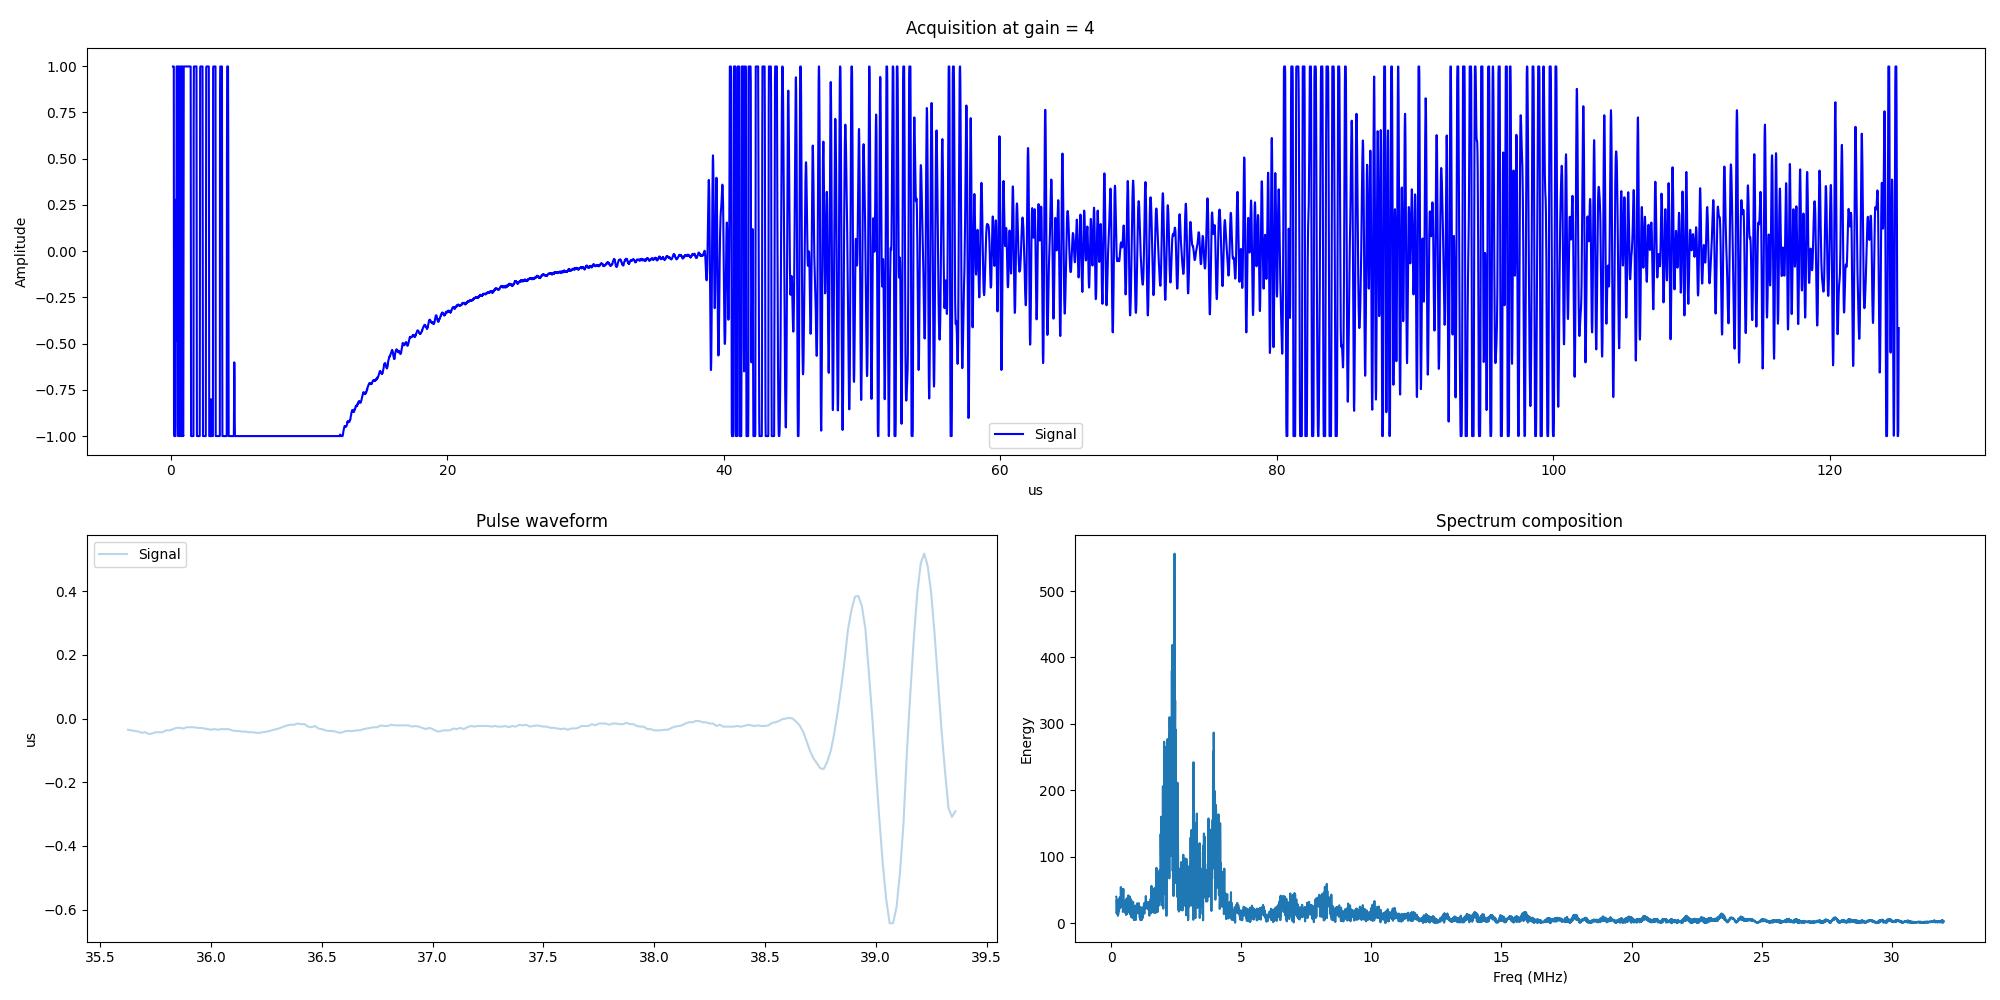 Acquisition at gain = 4
1.00
0.75
0.50
0.25
0.00
−0.25
−0.50
−0.75
−1.00
Amplitude
Signal
0 20 40 60 80 100 120
us
Pulse waveform
Signal
0.4
0.2
0.0
−0.2
−0.4
−0.6
us
35.5 36.0 36.5 37.0 37.5 38.0 38.5 39.0 39.5
Spectrum composition
500
400
300
200
100
0
Energy
0 5 10 15 20 25 30
Freq (MHz)